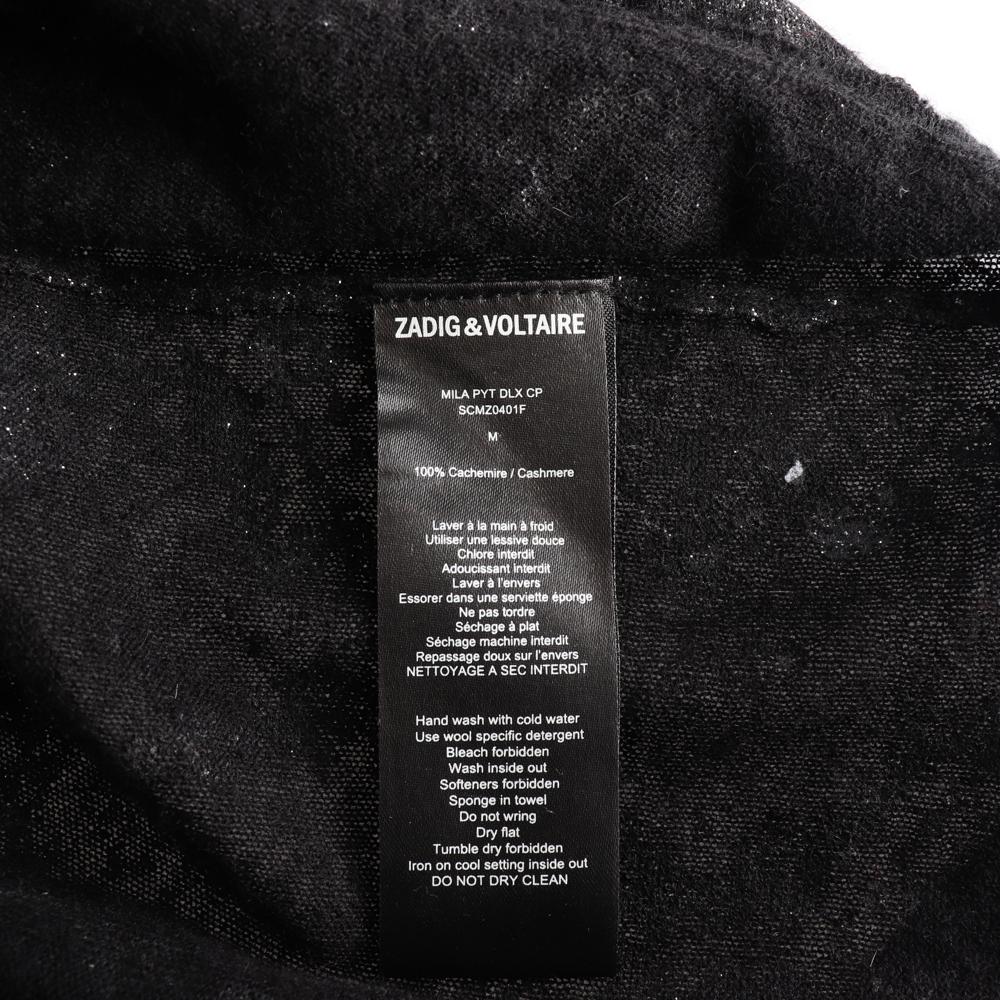 ZADIG & VOLTAIRE
MILA PYT DLX CP
SCMZ0401F
M
100% Cachemire / Cashmere
Laver à la main à froid
Utiliser une lessive douce
Chlore interdit
Adoucissant interdit
Laver à l'envers
Essorer dans une serviette éponge
Ne pas tordre
Séchage à plat
Séchage machine interdit
Repassage doux sur l'envers
NETTOYAGE A SEC INTERDIT
Hand wash with cold water
Use wool specific detergent
Bleach forbidden
Wash inside out
Softeners forbidden
Sponge in towel
Do not wring
Dry flat
Tumble dry forbidden
Iron on cool setting inside out
DO NOT DRY CLEAN